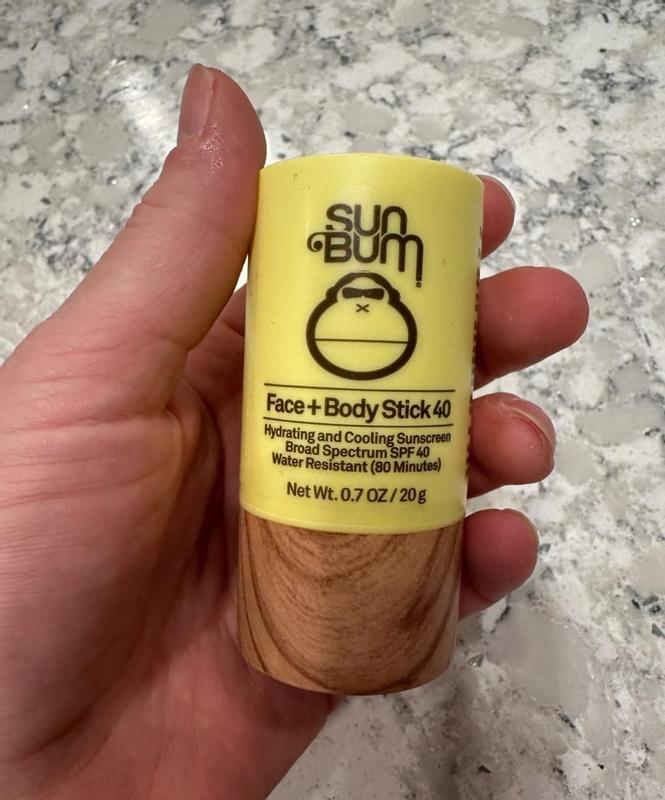 SUN
BUM
Face + Body Stick 40
Hydrating and Cooling Sunscreen
Broad Spectrum SPF 40
Water Resistant (80 Minutes)
Net Wt. 0.7 OZ / 20 g